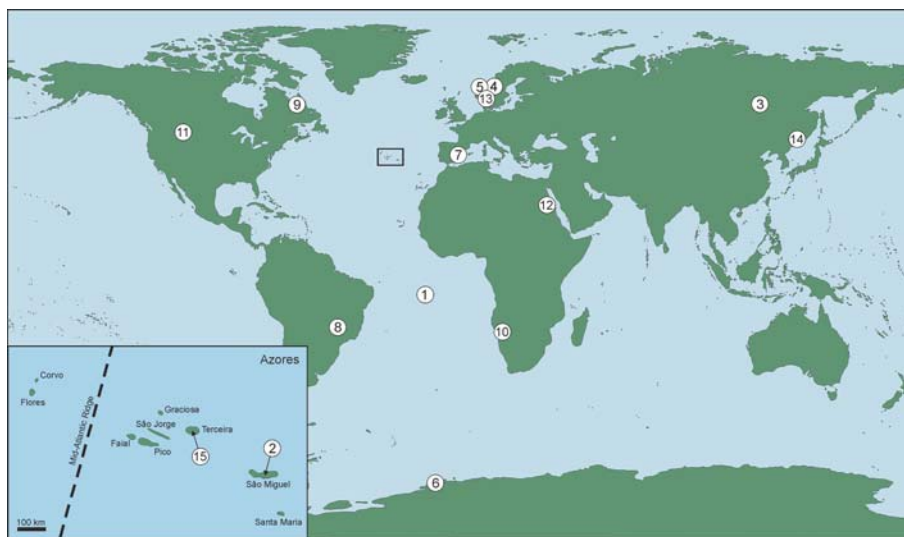 5
4
13
9
3
11
14
7
12
1
8
10
Azores
Corvo
Flores
Mid-Atlantic Ridge
Graciosa
São Jorge
Terceira
Faial
Pico
15
2
São Miguel
6
Santa Maria
100 km